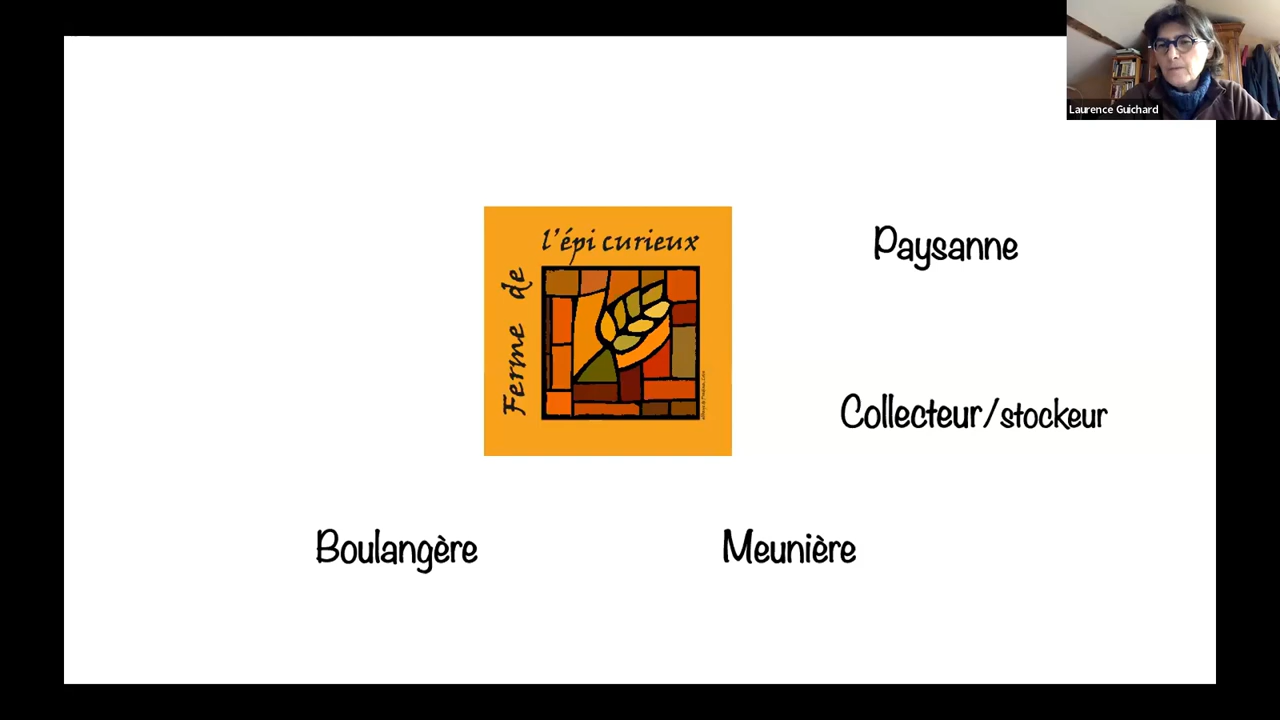 Laurence Guichard
l'épi curieux
Ferme de
Paysanne
Collecteur/stockeur
Boulangère
Meunière